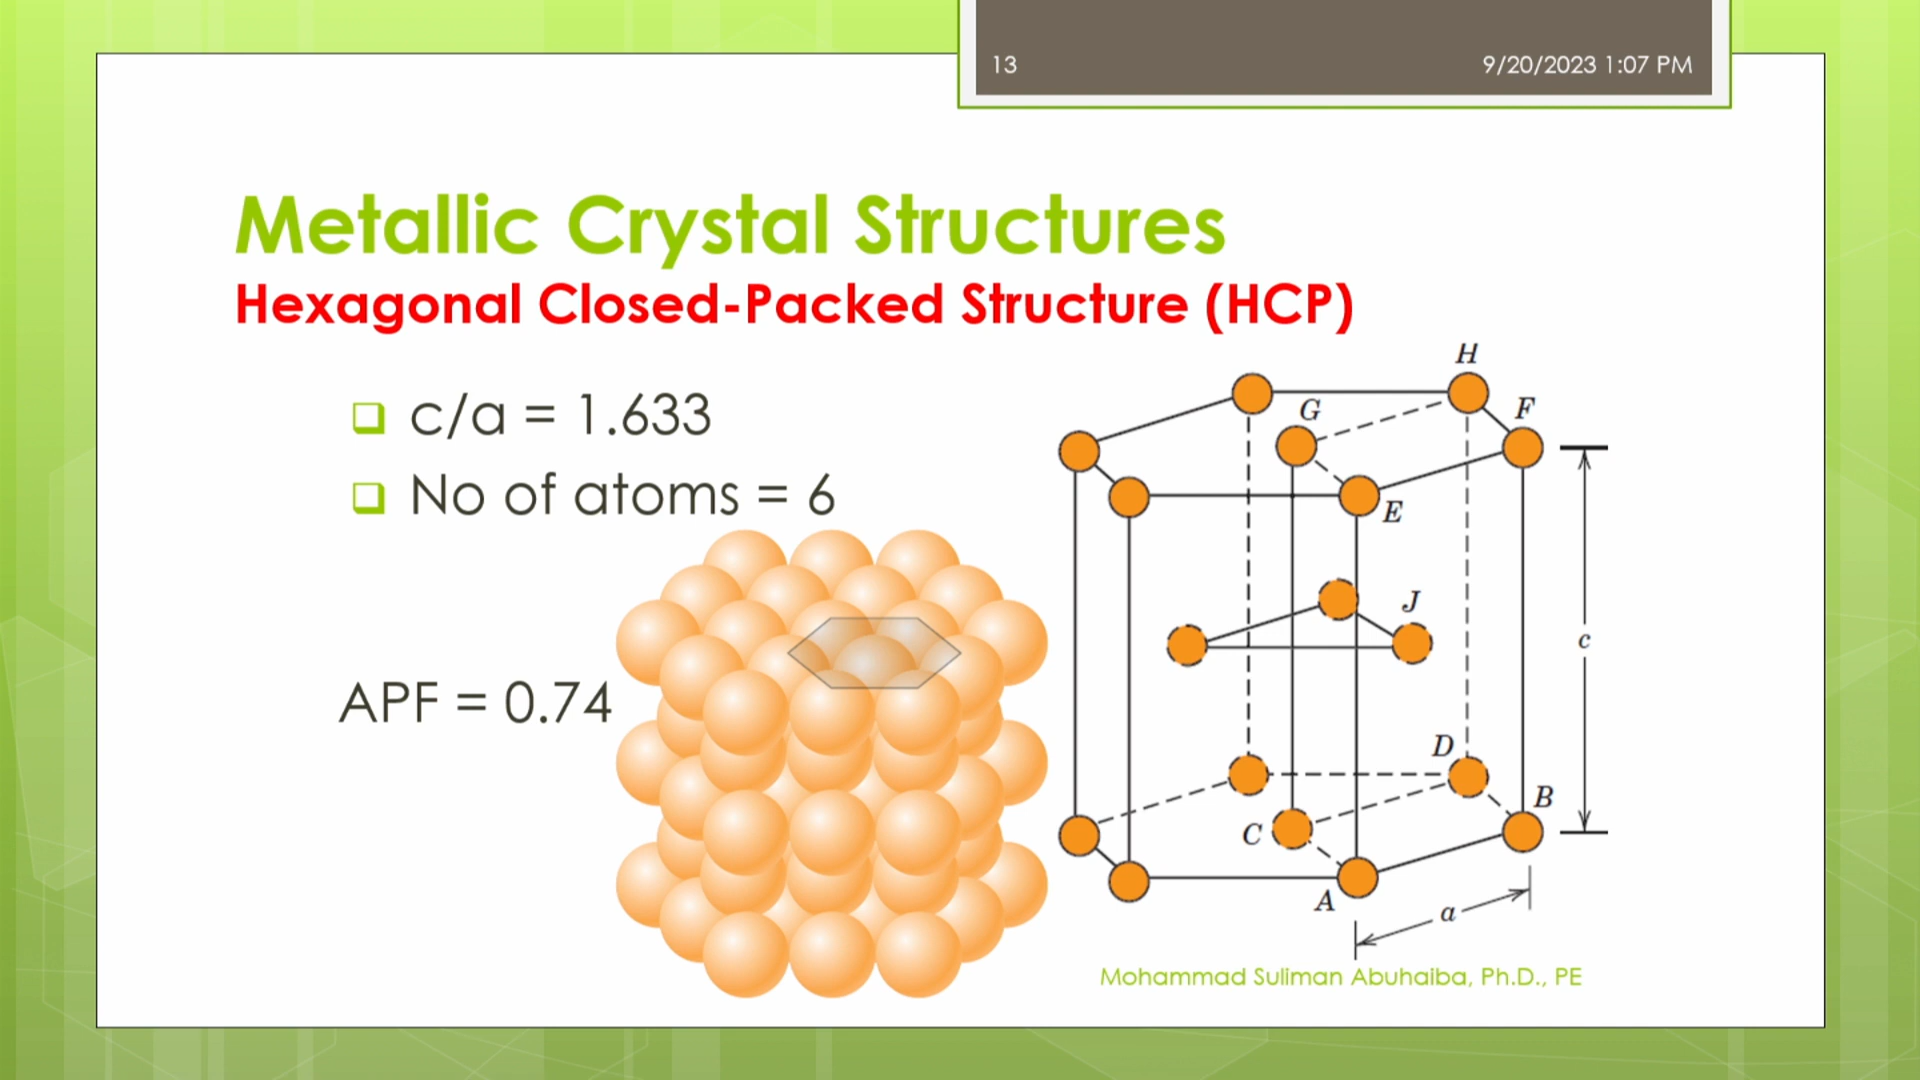 13
9/20/2023 1:07 PM
Metallic Crystal Structures
Hexagonal Closed-Packed Structure (HCP)
c/a = 1.633
No of atoms = 6
APF = 0.74
H
G
F
E
J
c
D
B
C
A
a
Mohammad Suliman Abuhaiba, Ph.D., PE